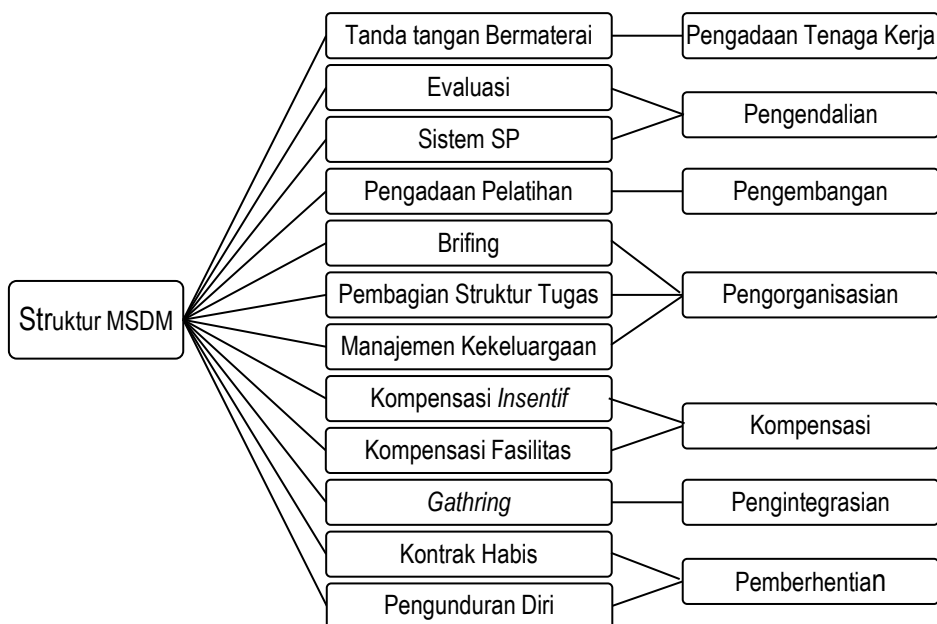 Struktur MSDM
Tanda tangan Bermaterai
Evaluasi
Sistem SP
Pengadaan Pelatihan
Brifing
Pembagian Struktur Tugas
Manajemen Kekeluargaan
Kompensasi Insentif
Kompensasi Fasilitas
Gathring
Kontrak Habis
Pengunduran Diri
Pengadaan Tenaga Kerja
Pengendalian
Pengembangan
Pengorganisasian
Kompensasi
Pengintegrasian
Pemberhentian